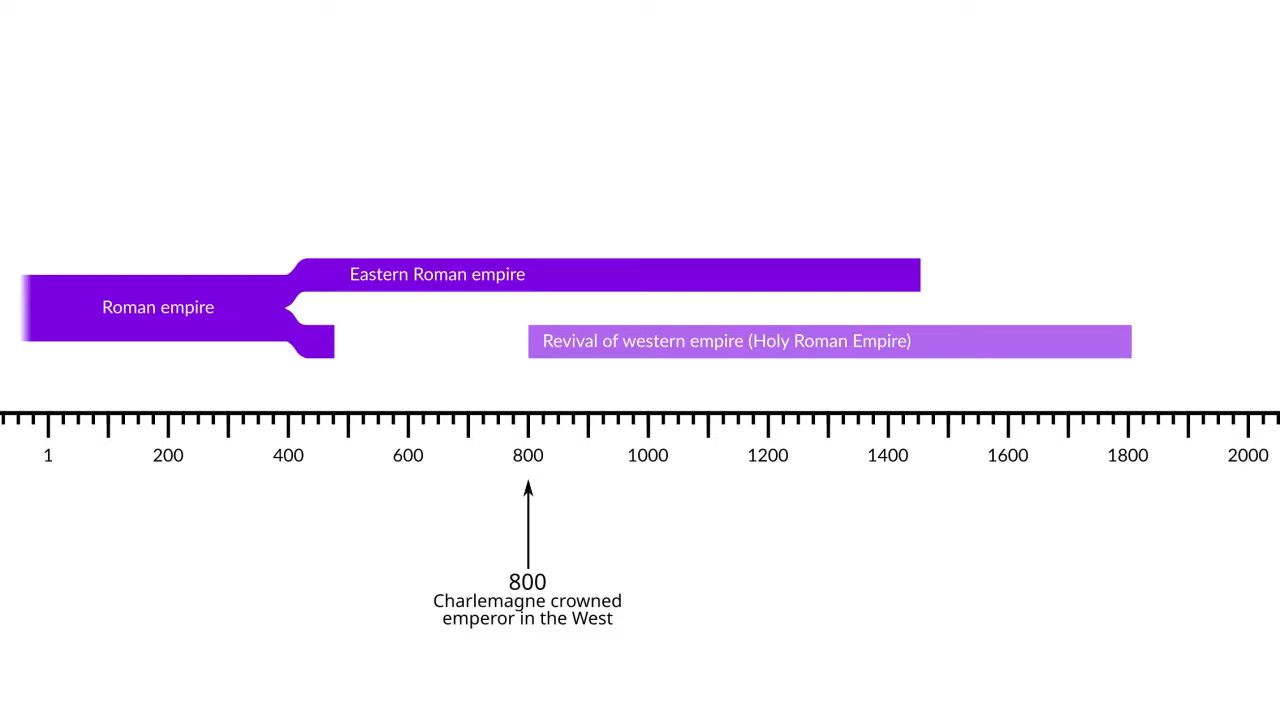 Eastern Roman empire
Roman empire
Revival of western empire (Holy Roman Empire)
1 200 400 600 800 1000 1200 1400 1600 1800 2000
800
Charlemagne crowned
emperor in the West